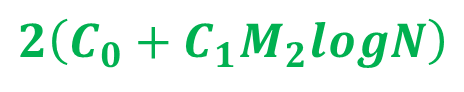 2(C₀ + C₁M₂logN)